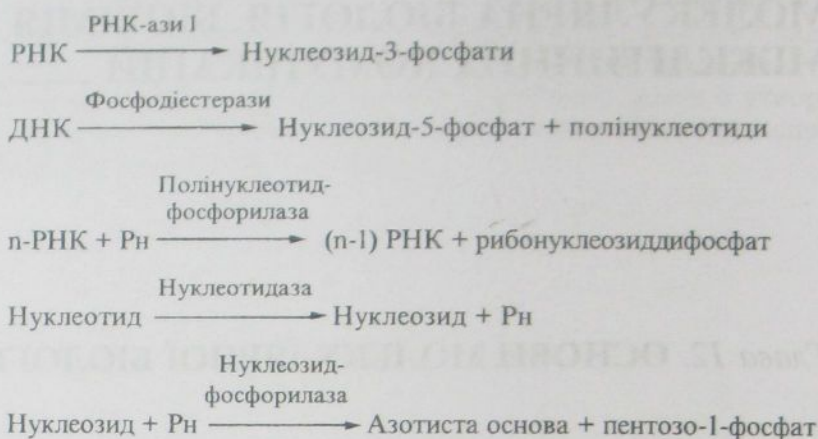 РНК-ази I
РНК → Нуклеозид-3-фосфати
Фосфодіестерази
ДНК → Нуклеозид-5-фосфат + полінуклеотиди
Полінуклеотид-
фосфорилаза
n-РНК + Рн → (n-1) РНК + рибонуклеозиддифосфат
Нуклеотидаза
Нуклеотид → Нуклеозид + Рн
Нуклеозид-
фосфорилаза
Нуклеозид + Рн → Азотиста основа + пентозо-1-фосфат